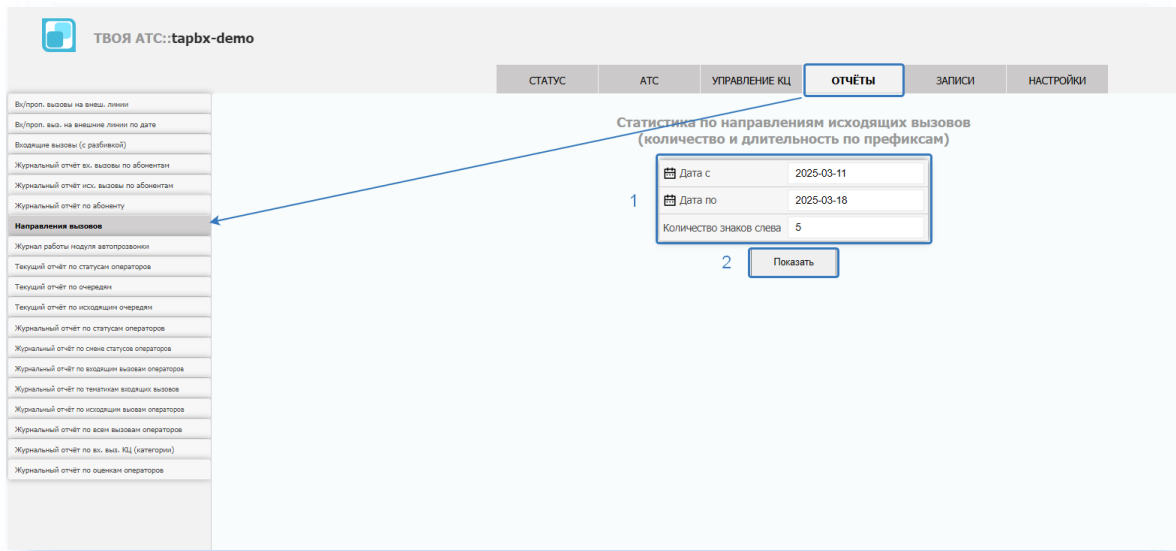 ТВОЯ АТС::tapbx-demo
СТАТУС АТС УПРАВЛЕНИЕ КЦ ОТЧЁТЫ ЗАПИСИ НАСТРОЙКИ
Вх/проп. вызовы на внеш. линии
Вх/проп. выз. на внешние линии по дате
Входящие вызовы (с разбивкой)
Журнальный отчёт вх. вызовы по абонентам
Журнальный отчёт исх. вызовы по абонентам
Журнальный отчёт по абоненту
Направления вызовов
Журнал работы модуля автопрозвонки
Текущий отчёт по статусам операторов
Текущий отчёт по очередям
Текущий отчёт по исходящим очередям
Журнальный отчёт по статусам операторов
Журнальный отчёт по смене статусов операторов
Журнальный отчёт по входящим вызовам операторов
Журнальный отчёт по тематикам входящих вызовов
Журнальный отчёт по исходящим выовам операторов
Журнальный отчёт по всем вызовам операторов
Журнальный отчёт по вх. выз. КЦ (категории)
Журнальный отчёт по оценкам операторов
Статистика по направлениям исходящих вызовов
(количество и длительность по префиксам)
Дата с 2025-03-11
1
Дата по 2025-03-18
Количество знаков слева 5
2 Показать